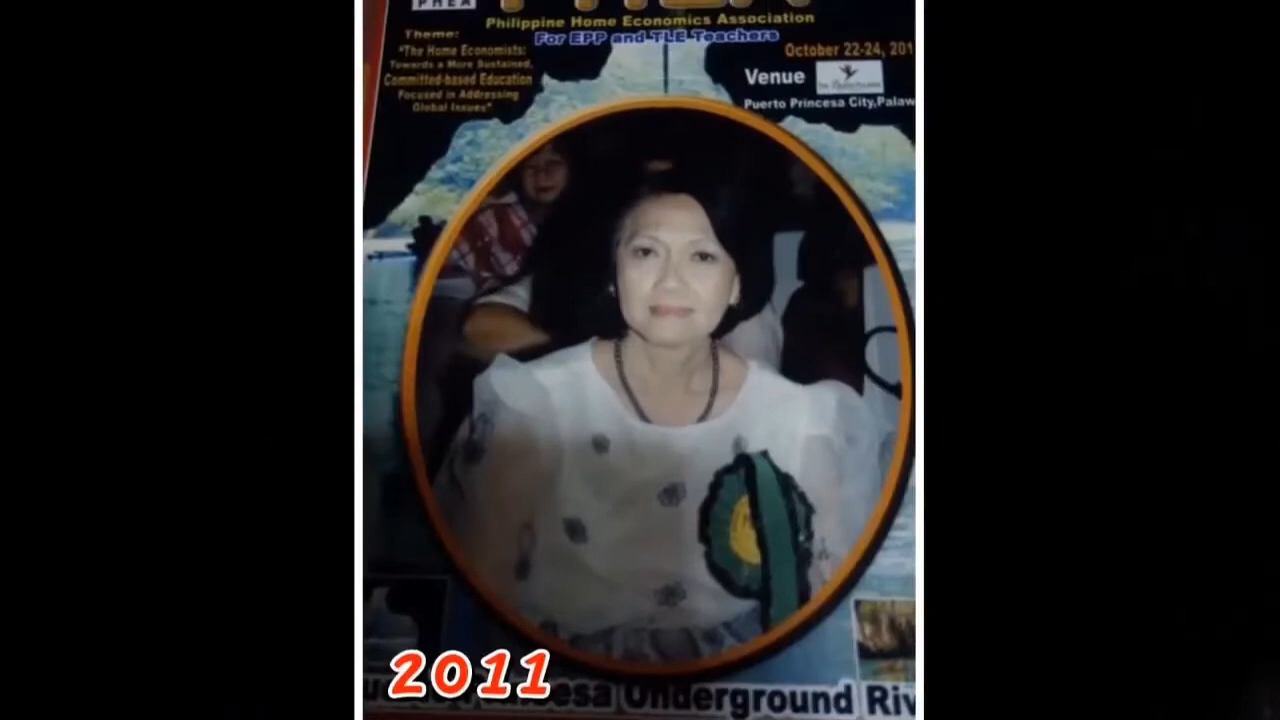 PHEA
Philippine Home Economics Association
For EPP and TLE Teachers
Theme:
"The Home Economists:
Towards a More Sustained,
Committed-based Education
Focused in Addressing
Global Issues"
October 22-24, 201
Venue
Puerto Princesa City,Palaw
2011
Underground Riv